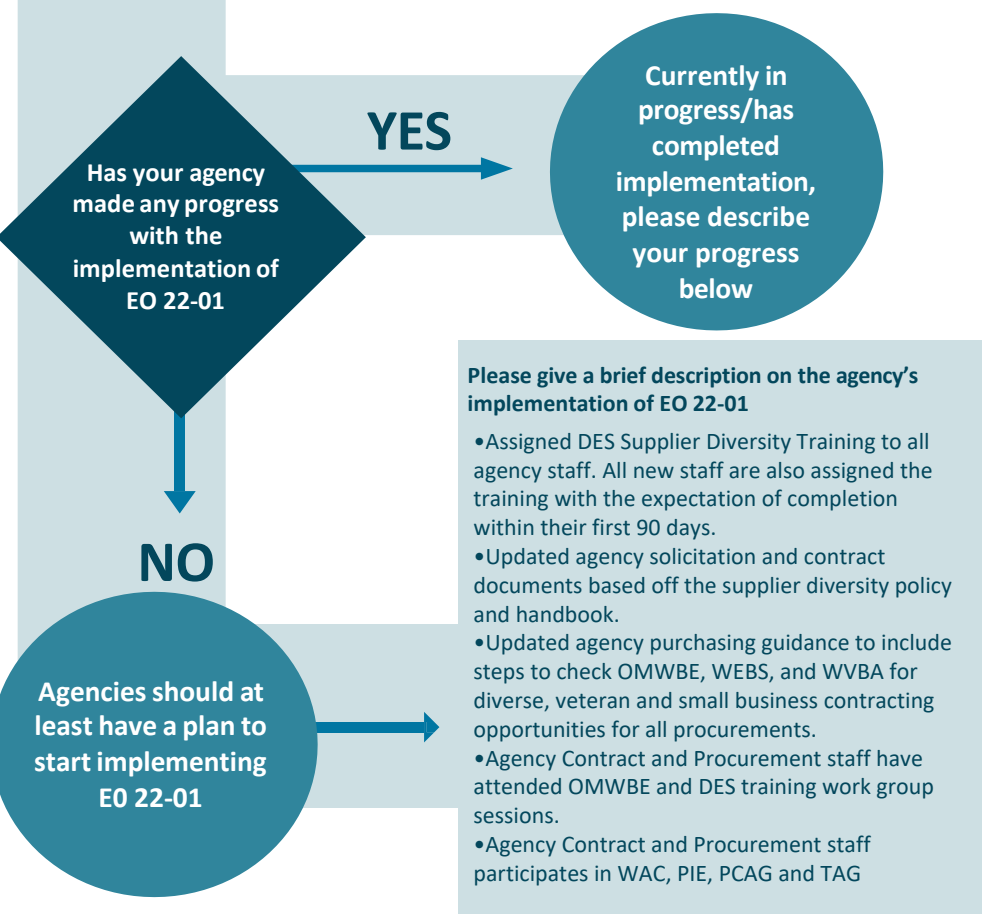 Has your agency
made any progress
with the
implementation of
EO 22-01
YES
Currently in
progress/has
completed
implementation,
please describe
your progress
below
NO
Agencies should at
least have a plan to
start implementing
E0 22-01
Please give a brief description on the agency’s
implementation of EO 22-01
•Assigned DES Supplier Diversity Training to all
agency staff. All new staff are also assigned the
training with the expectation of completion
within their first 90 days.
•Updated agency solicitation and contract
documents based off the supplier diversity policy
and handbook.
•Updated agency purchasing guidance to include
steps to check OMWBE, WEBS, and WVBA for
diverse, veteran and small business contracting
opportunities for all procurements.
•Agency Contract and Procurement staff have
attended OMWBE and DES training work group
sessions.
•Agency Contract and Procurement staff
participates in WAC, PIE, PCAG and TAG